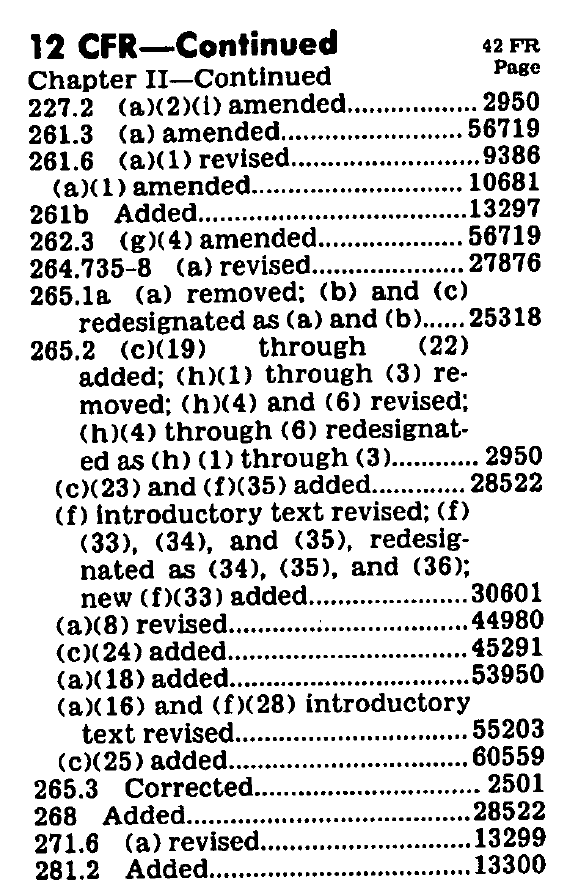 12 CFR—Continued
42 FR
Page
Chapter II—Continued
227.2 (a)(2)(i) amended..................2950
261.3 (a) amended.........................56719
261.6 (a)(1) revised..........................9386
(a)(1) amended.............................10681
261b Added.....................................13297
262.3 (g)(4) amended....................56719
264.735-8 (a) revised.....................27876
265.1a (a) removed; (b) and (c)
redesignated as (a) and (b)......25318
265.2 (c)(19) through (22)
added; (h)(1) through (3) re-
moved; (h)(4) and (6) revised;
(h)(4) through (6) redesignat-
ed as (h) (1) through (3)............2950
(c)(23) and (f)(35) added.............28522
(f) introductory text revised; (f)
(33), (34), and (35), redesig-
nated as (34), (35), and (36);
new (f)(33) added......................30601
(a)(8) revised.................................44980
(c)(24) added.................................45291
(a)(18) added.................................53950
(a)(16) and (f)(28) introductory
text revised................................55203
(c)(25) added.................................60559
265.3 Corrected................................2501
268 Added.......................................28522
271.6 (a) revised.............................13299
281.2 Added....................................13300